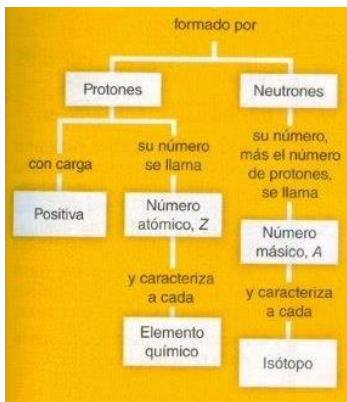 formado por
Protones
Neutrones
con carga
su número
se llama
su número,
más el número
de protones,
se llama
Positiva
Número
atómico, Z
Número
másico, A
y caracteriza
a cada
y caracteriza
a cada
Elemento
químico
Isótopo